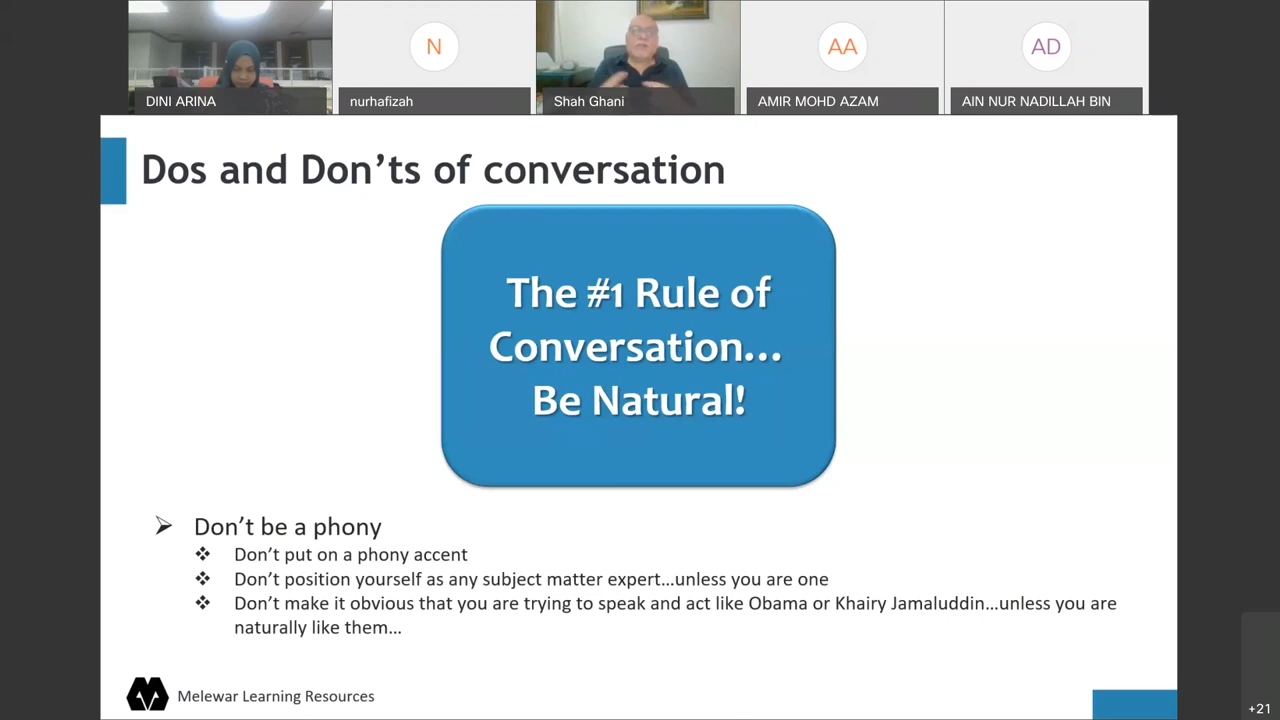 N
AA
AD
DINI ARINA
nurhafizah
Shah Ghani
AMIR MOHD AZAM
AIN NUR NADILLAH BIN
Dos and Don’ts of conversation
The #1 Rule of
Conversation...
Be Natural!
Don’t be a phony
Don’t put on a phony accent
Don’t position yourself as any subject matter expert...unless you are one
Don’t make it obvious that you are trying to speak and act like Obama or Khairy Jamaluddin...unless you are
naturally like them...
Melewar Learning Resources
+21